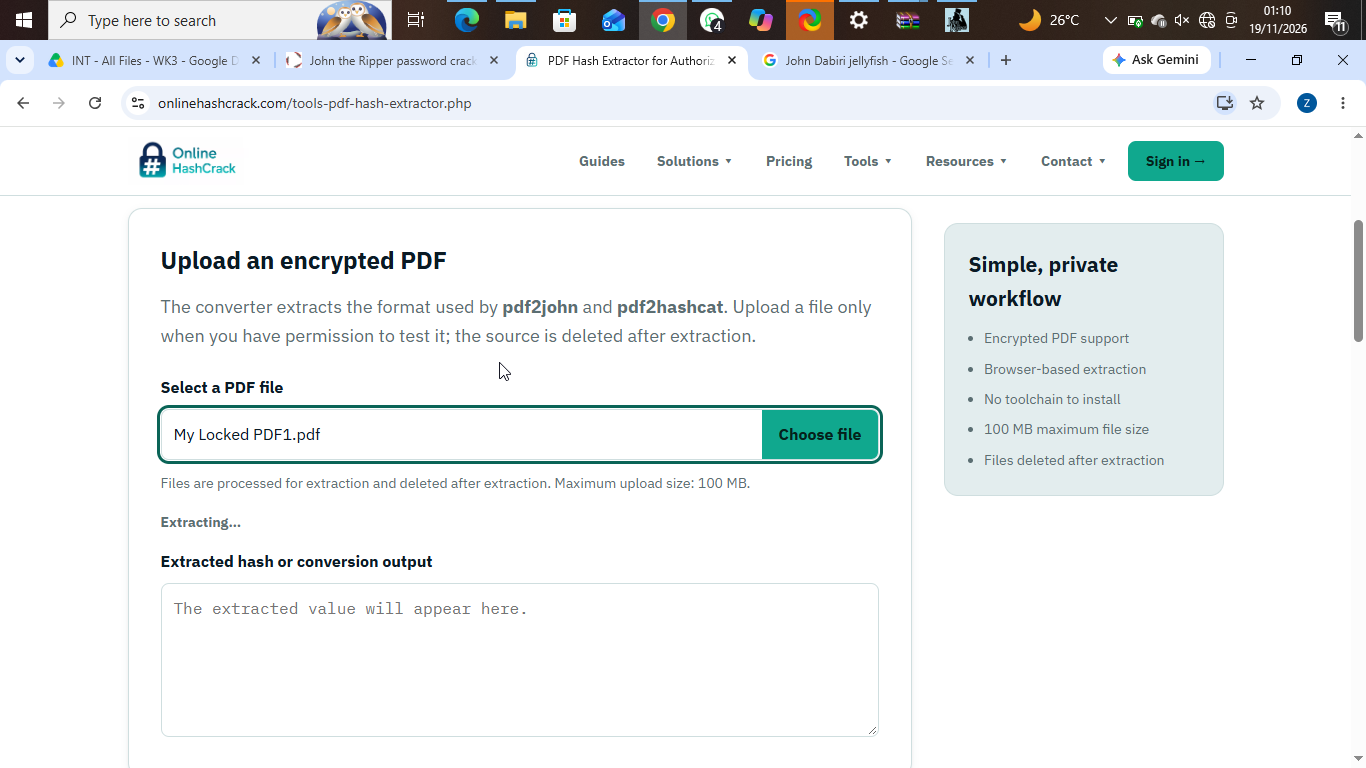 Type here to search
4
26°C
01:10
19/11/2026
11
INT - All Files - WK3 - Google D
John the Ripper password crack
PDF Hash Extractor for Authoriz
John Dabiri jellyfish - Google Se
Ask Gemini
onlinehashcrack.com/tools-pdf-hash-extractor.php
Z
Online
HashCrack
Guides
Solutions
Pricing
Tools
Resources
Contact
Sign in →
Upload an encrypted PDF
The converter extracts the format used by pdf2john and pdf2hashcat. Upload a file only
when you have permission to test it; the source is deleted after extraction.
Select a PDF file
My Locked PDF1.pdf
Choose file
Files are processed for extraction and deleted after extraction. Maximum upload size: 100 MB.
Extracting...
Extracted hash or conversion output
The extracted value will appear here.
Simple, private
workflow
Encrypted PDF support
Browser-based extraction
No toolchain to install
100 MB maximum file size
Files deleted after extraction